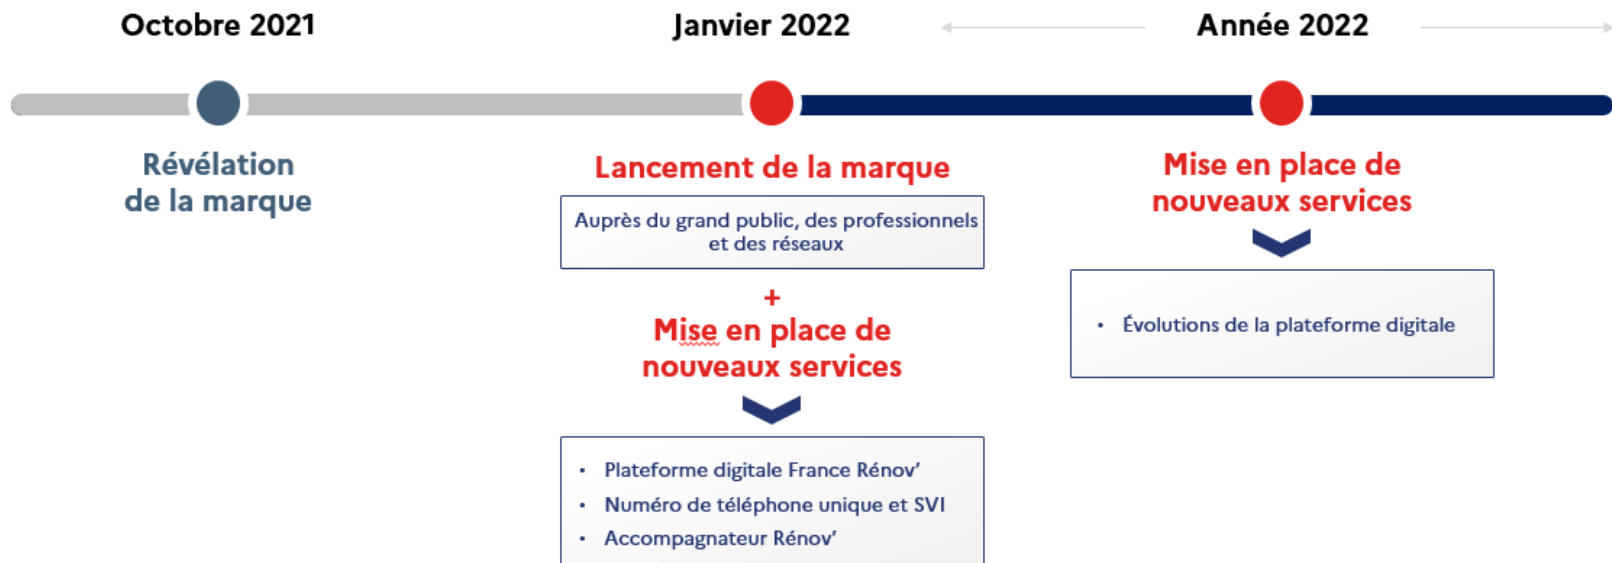 Octobre 2021
Janvier 2022
Année 2022
Révélation
de la marque
Lancement de la marque
Auprès du grand public, des professionnels
et des réseaux
+
Mise en place de
nouveaux services
• Plateforme digitale France Rénov’
• Numéro de téléphone unique et SVI
• Accompagnateur Rénov’
Mise en place de
nouveaux services
• Évolutions de la plateforme digitale